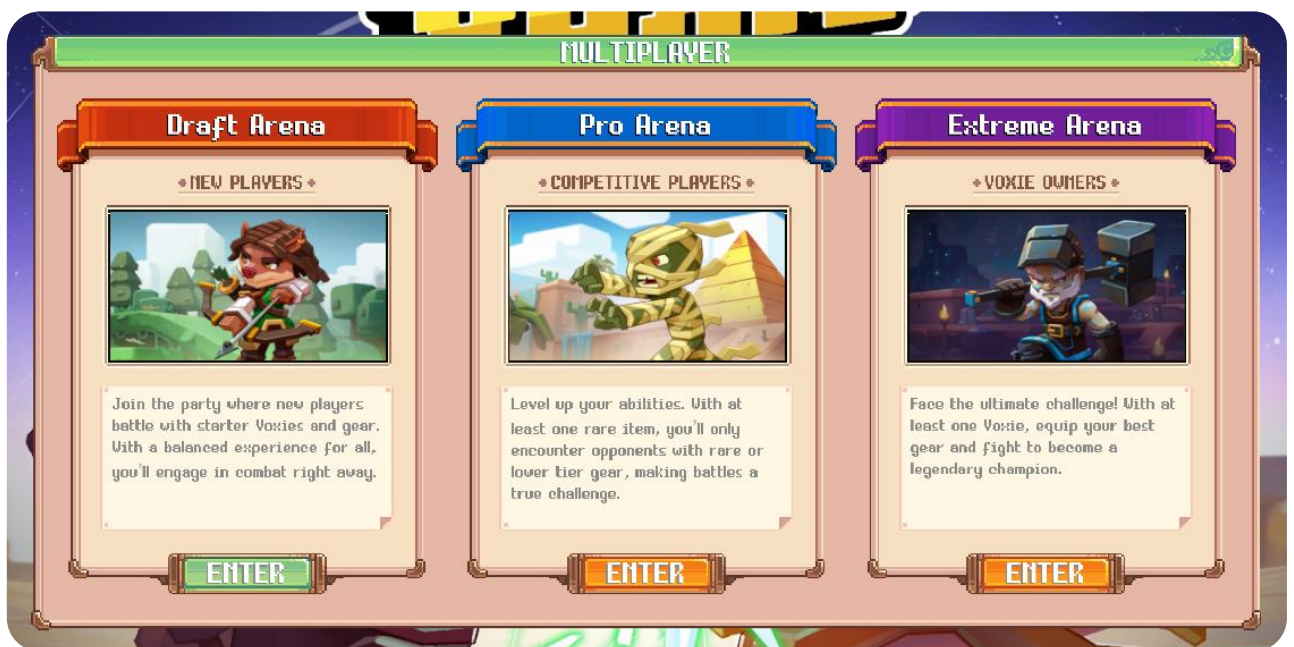 MULTIPLAYER
Draft Arena
NEW PLAYERS
Join the party where new players
battle with starter Voxies and gear.
With a balanced experience for all,
you'll engage in combat right away.
ENTER
Pro Arena
COMPETITIVE PLAYERS
Level up your abilities. With at
least one rare item, you'll only
encounter opponents with rare or
lower tier gear, making battles a
true challenge.
ENTER
Extreme Arena
VOXIE OWNERS
Face the ultimate challenge! With at
least one Voxie, equip your best
gear and fight to become a
legendary champion.
ENTER